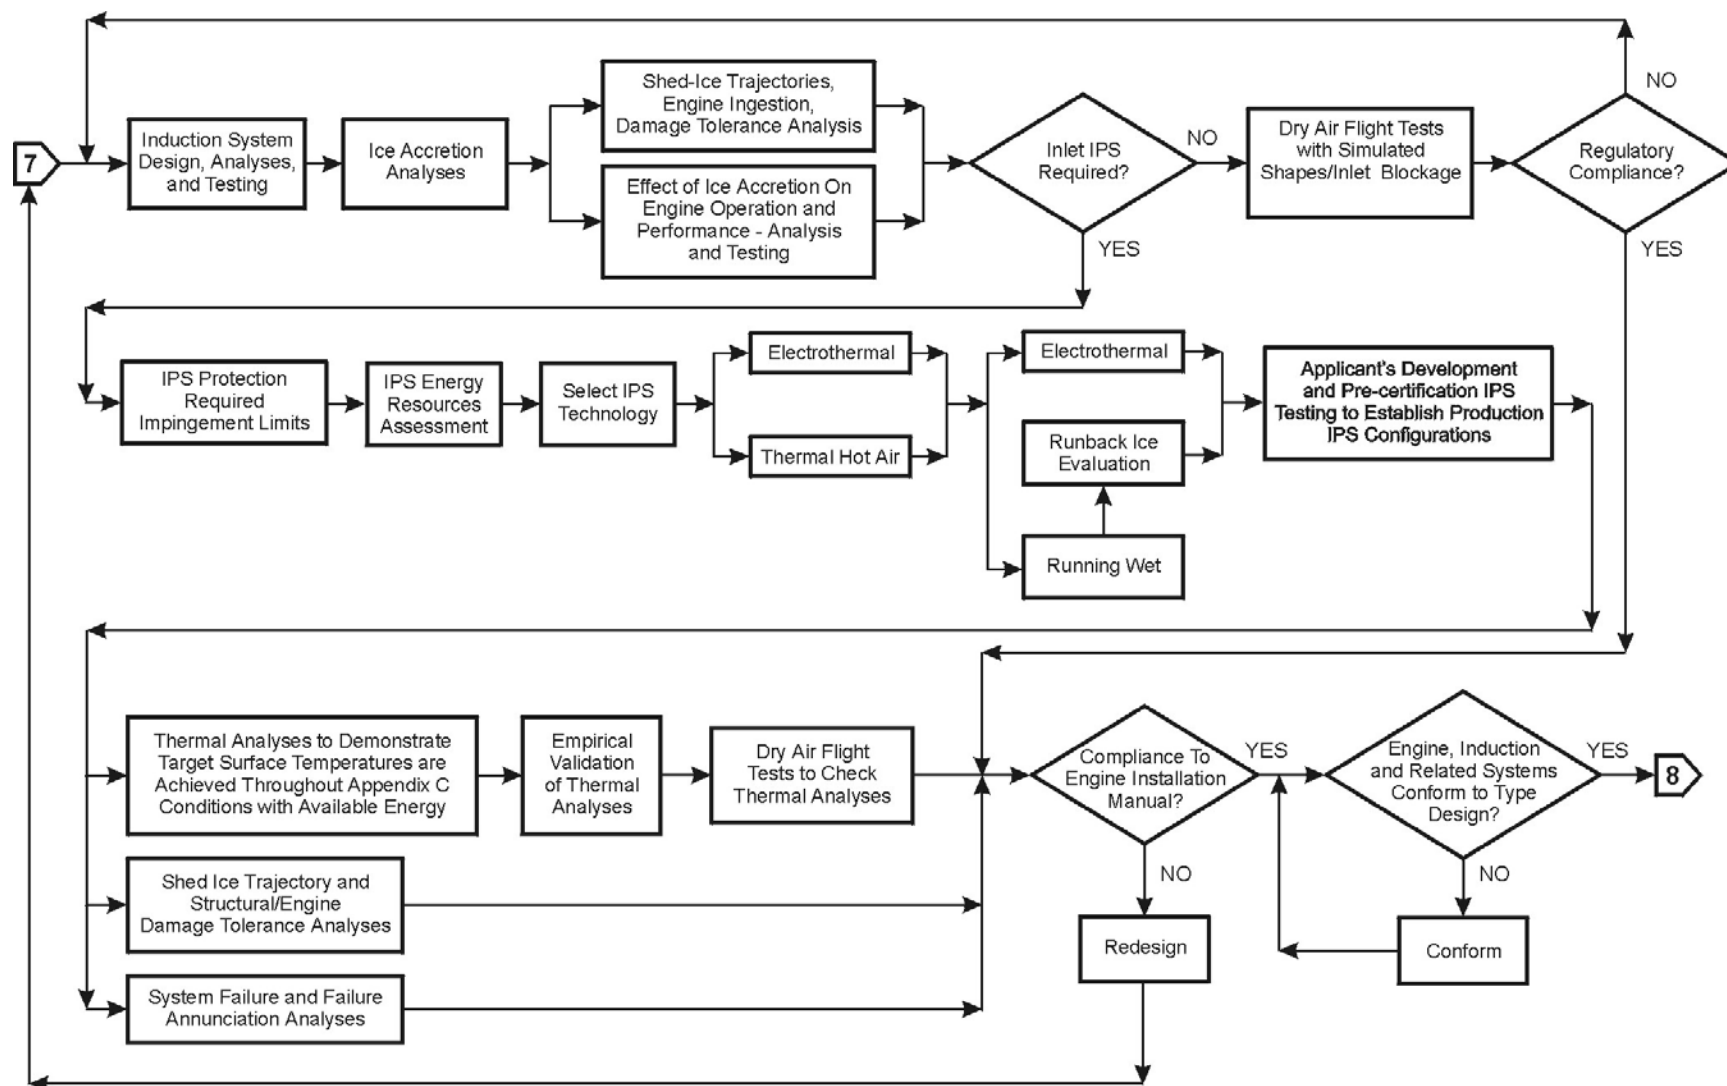 NO
Shed-Ice Trajectories,
Engine Ingestion,
Damage Tolerance Analysis
7
Induction System
Design, Analyses,
and Testing
Ice Accretion
Analyses
Effect of Ice Accretion On
Engine Operation and
Performance - Analysis
and Testing
Inlet IPS
Required?
NO
YES
Dry Air Flight Tests
with Simulated
Shapes/Inlet Blockage
Regulatory
Compliance?
YES
IPS Protection
Required
Impingement Limits
IPS Energy
Resources
Assessment
Select IPS
Technology
Electrothermal
Thermal Hot Air
Electrothermal
Runback Ice
Evaluation
Running Wet
Applicant's Development
and Pre-certification IPS
Testing to Establish Production
IPS Configurations
Thermal Analyses to Demonstrate
Target Surface Temperatures are
Achieved Throughout Appendix C
Conditions with Available Energy
Empirical
Validation
of Thermal
Analyses
Dry Air Flight
Tests to Check
Thermal Analyses
Compliance To
Engine Installation
Manual?
YES
NO
Engine, Induction
and Related Systems
Conform to Type
Design?
YES
8
NO
Shed Ice Trajectory and
Structural/Engine
Damage Tolerance Analyses
Redesign
Conform
System Failure and Failure
Annunciation Analyses